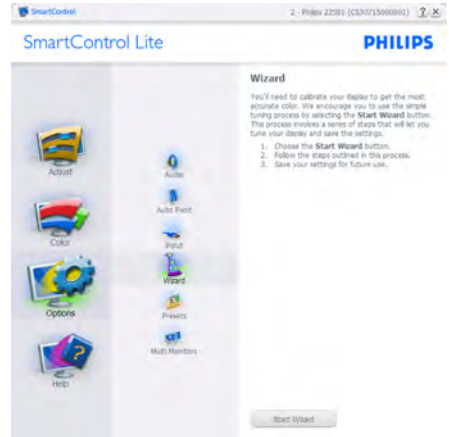 SmartControl
2 - Philips 225B1 (CS30715000001) ? X
SmartControl Lite
PHILIPS
Wizard
You'll need to calibrate your display to get the most
accurate color. We encourage you to use the simple
tuning process by selecting the Start Wizard button.
This process involves a series of steps that will let you
tune your display and save the settings.
1. Choose the Start Wizard button.
2. Follow the steps outlined in this process.
3. Save your settings for future use.
Adjust
Color
Options
Help
Audio
Auto Pivot
Input
Wizard
Presets
Multi Monitors
Start Wizard